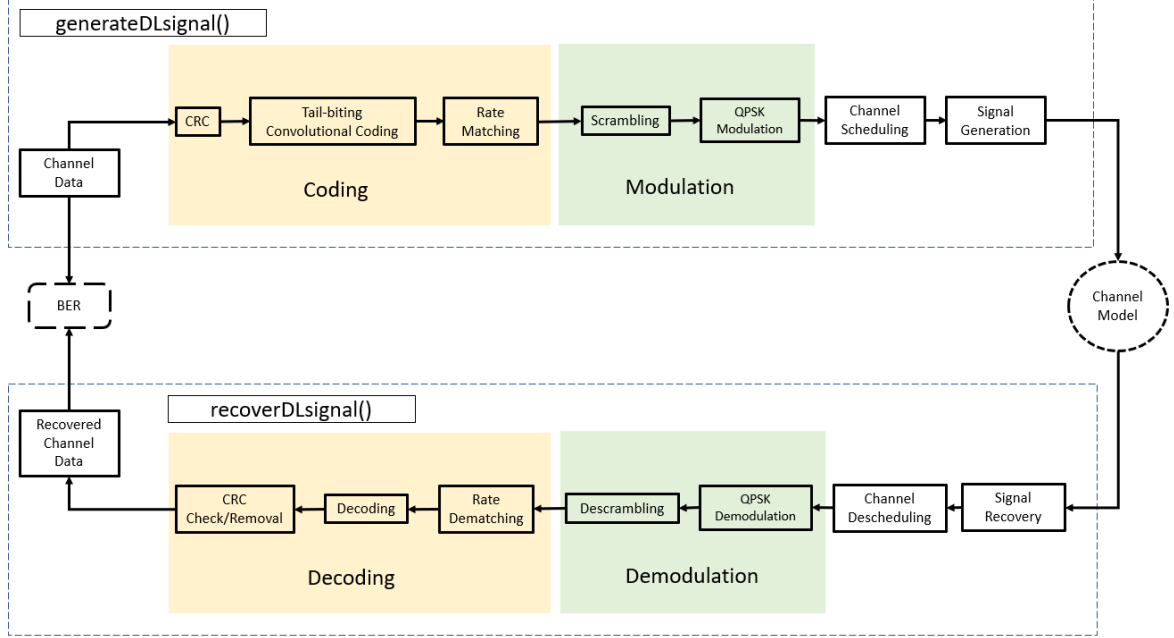 generateDLsignal()
Channel
Data
CRC
Tail-biting
Convolutional Coding
Rate
Matching
Coding
Scrambling
QPSK
Modulation
Modulation
Channel
Scheduling
Signal
Generation
BER
Channel
Model
recoverDLsignal()
Recovered
Channel
Data
CRC
Check/Removal
Decoding
Rate
Dematching
Decoding
Descrambling
QPSK
Demodulation
Demodulation
Channel
Descheduling
Signal
Recovery